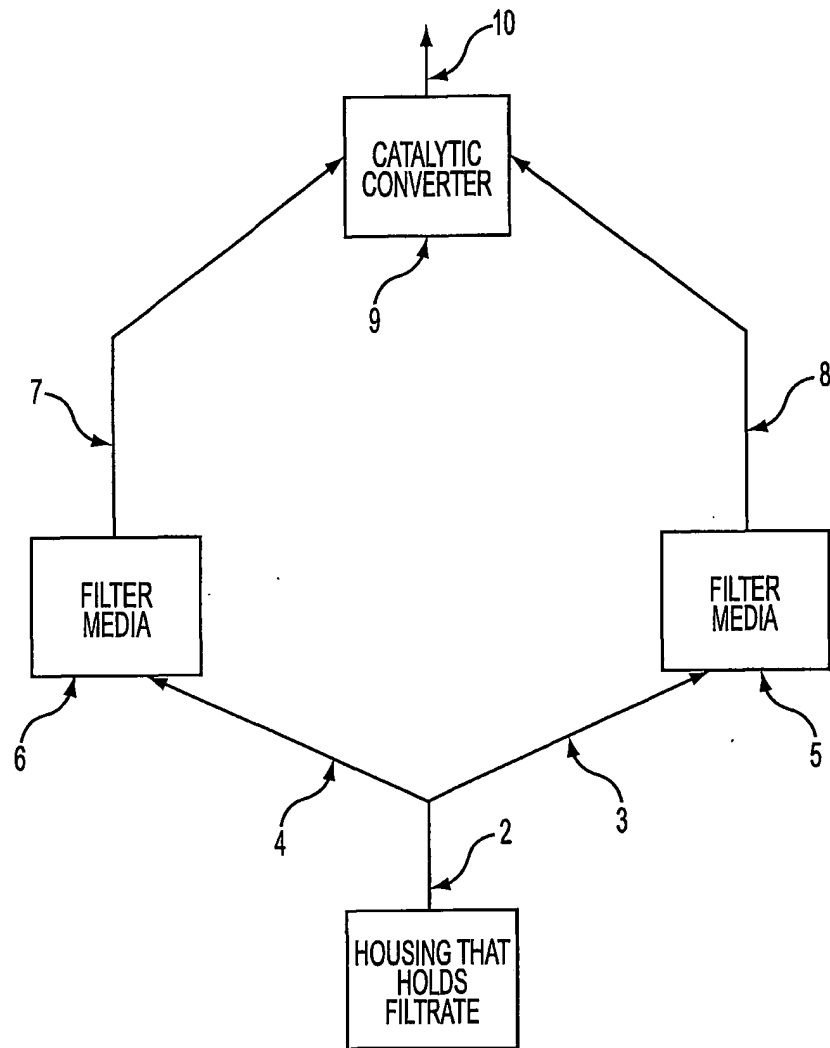 10
CATALYTIC
CONVERTER
9
7
8
FILTER
MEDIA
FILTER
MEDIA
6
5
4
3
2
HOUSING THAT
HOLDS
FILTRATE